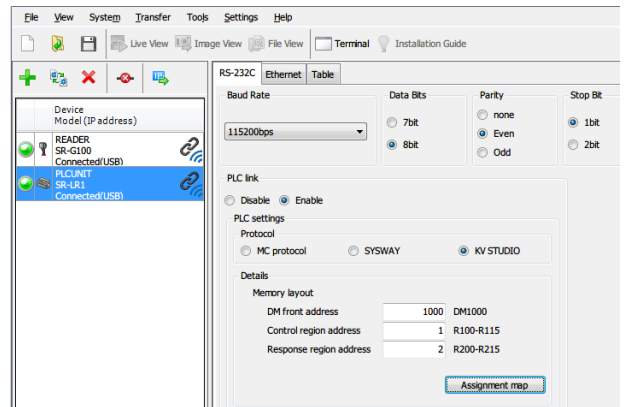 File View System Transfer Tools Settings Help
Live View Image View File View Terminal Installation Guide
Device
Model (IP address)
READER
SR-G100
Connected(USB)
PLCUNIT
SR-LR1
Connected(USB)
RS-232C Ethernet Table
Baud Rate Data Bits Parity Stop Bit
115200bps
7bit
8bit
none
Even
Odd
1bit
2bit
PLC link
Disable Enable
PLC settings
Protocol
MC protocol SYSWAY KV STUDIO
Details
Memory layout
DM front address 1000 DM1000
Control region address 1 R100-R115
Response region address 2 R200-R215
Assignment map